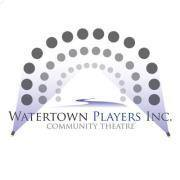 WATERTOWN PLAYERS INC.
COMMUNITY THEATRE